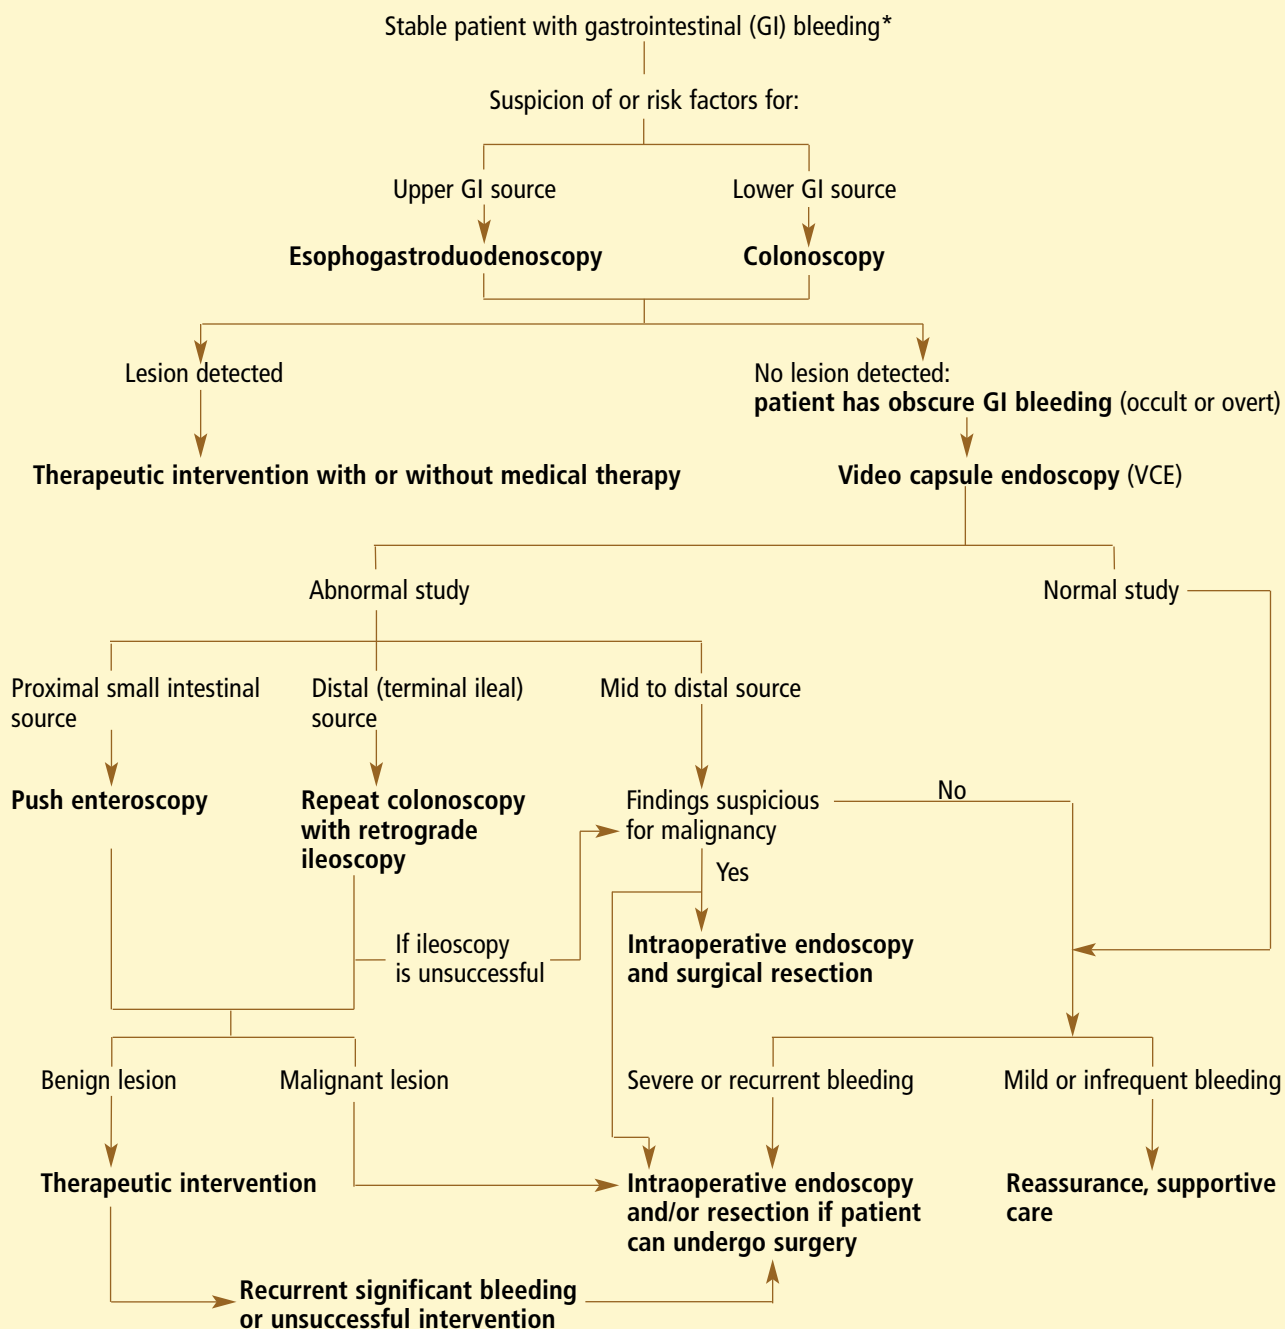 Stable patient with gastrointestinal (GI) bleeding*
Suspicion of or risk factors for:
Upper GI source
Lower GI source
Esophogastroduodenoscopy
Colonoscopy
Lesion detected
No lesion detected:
patient has obscure GI bleeding (occult or overt)
Therapeutic intervention with or without medical therapy
Video capsule endoscopy (VCE)
Abnormal study
Normal study
Proximal small intestinal
source
Distal (terminal ileal)
source
Mid to distal source
Push enteroscopy
Repeat colonoscopy
with retrograde
ileoscopy
Findings suspicious
for malignancy
No
Yes
If ileoscopy
is unsuccessful
Intraoperative endoscopy
and surgical resection
Benign lesion
Malignant lesion
Severe or recurrent bleeding
Mild or infrequent bleeding
Therapeutic intervention
Intraoperative endoscopy
and/or resection if patient
can undergo surgery
Reassurance, supportive
care
Recurrent significant bleeding
or unsuccessful intervention